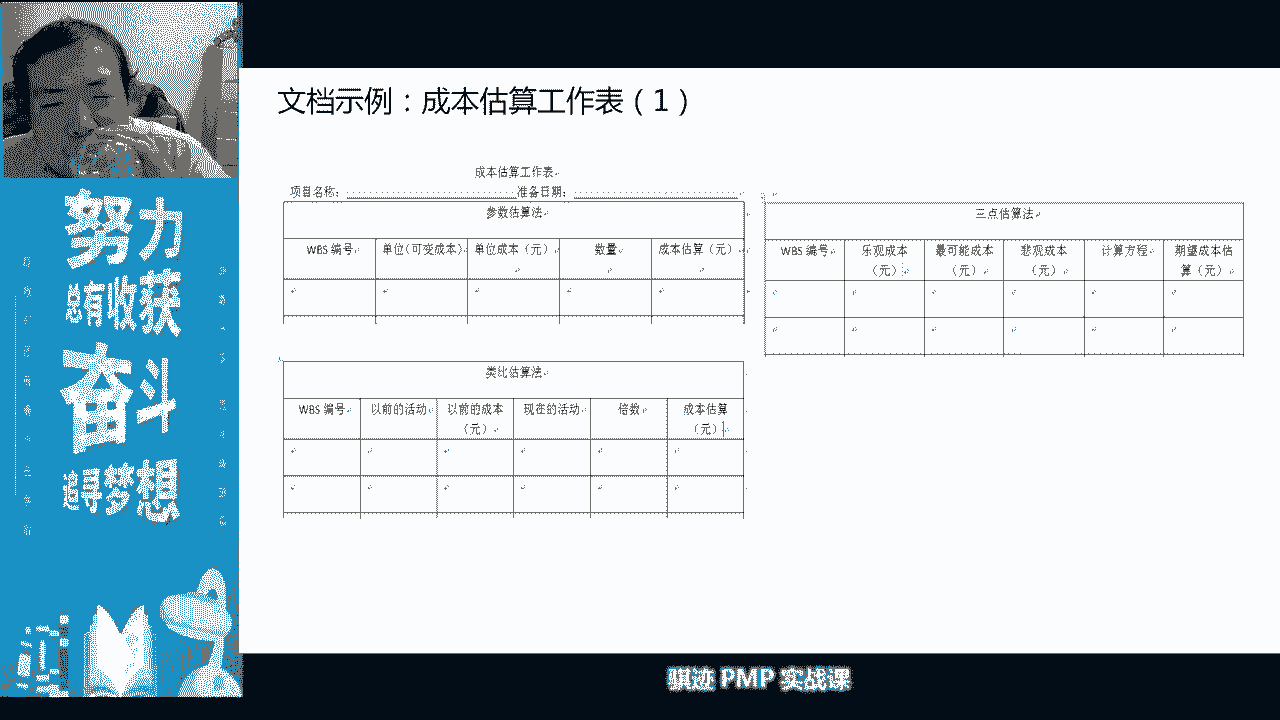 文档示例：成本估算工作表（1）
成本估算工作表
项目名称： 准备日期：
参数估算法
WBS 编号 单位（可变成本） 单位成本（元） 数量 成本估算（元）
类比估算法
WBS 编号 以前的活动 以前的成本（元） 现在的活动 倍数 成本估算（元）
三点估算法
WBS 编号 乐观成本（元） 最可能成本（元） 悲观成本（元） 计算方程 期望成本估算（元）
努力
总有收获
奋斗
追寻梦想
骐迹 PMP 实战课